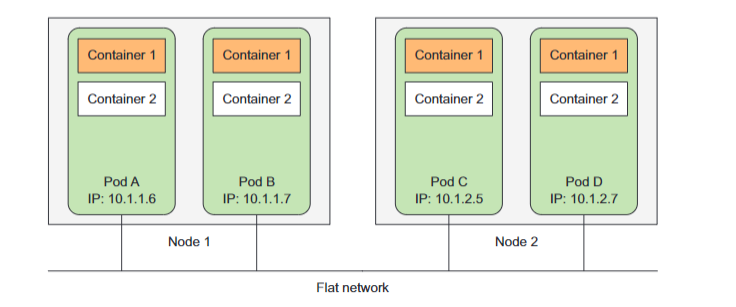 Container 1
Container 2
Pod A
IP: 10.1.1.6
Container 1
Container 2
Pod B
IP: 10.1.1.7
Node 1
Container 1
Container 2
Pod C
IP: 10.1.2.5
Container 1
Container 2
Pod D
IP: 10.1.2.7
Node 2
Flat network